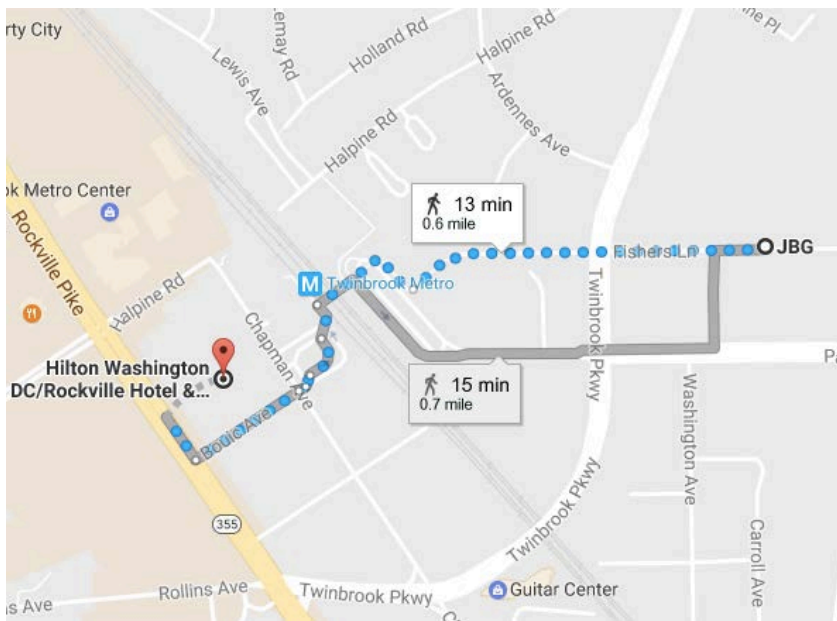 rty City
Lemay Rd
Holland Rd
Halpine Rd
Lewis Ave
Ardennes Ave
Halpine Rd
ok Metro Center
Rockville Pike
13 min
0.6 mile
Fishers Ln
JBG
M
Twinbrook Metro
Halpine Rd
Chapman Ave
Twinbrook Pkwy
Hilton Washington
DC/Rockville Hotel &...
15 min
0.7 mile
Pa
Bouic Ave
Washington Ave
355
Twinbrook Pkwy
Carroll Ave
Rollins Ave
Twinbrook Pkwy
Guitar Center
ss Ave